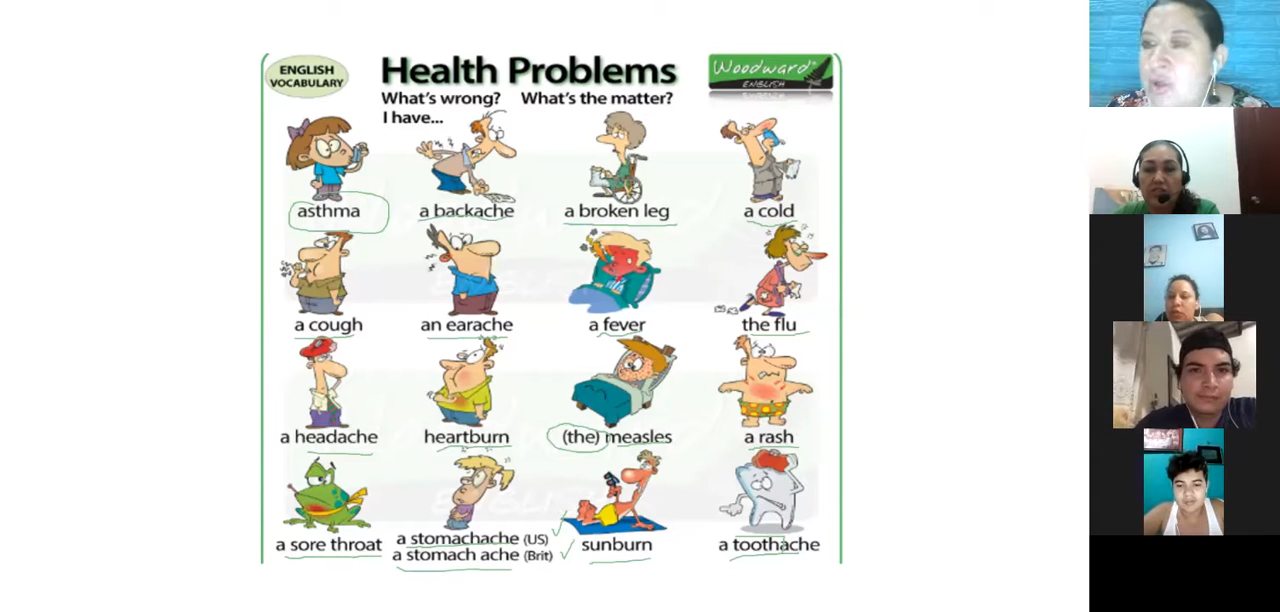 ENGLISH
VOCABULARY
Health Problems
Woodward
ENGLISH
What's wrong? What's the matter?
I have...
asthma
a backache
a broken leg
a cold
a cough
an earache
a fever
the flu
a headache
heartburn
(the) measles
a rash
a sore throat
a stomachache (US)
a stomach ache (Brit)
sunburn
a toothache